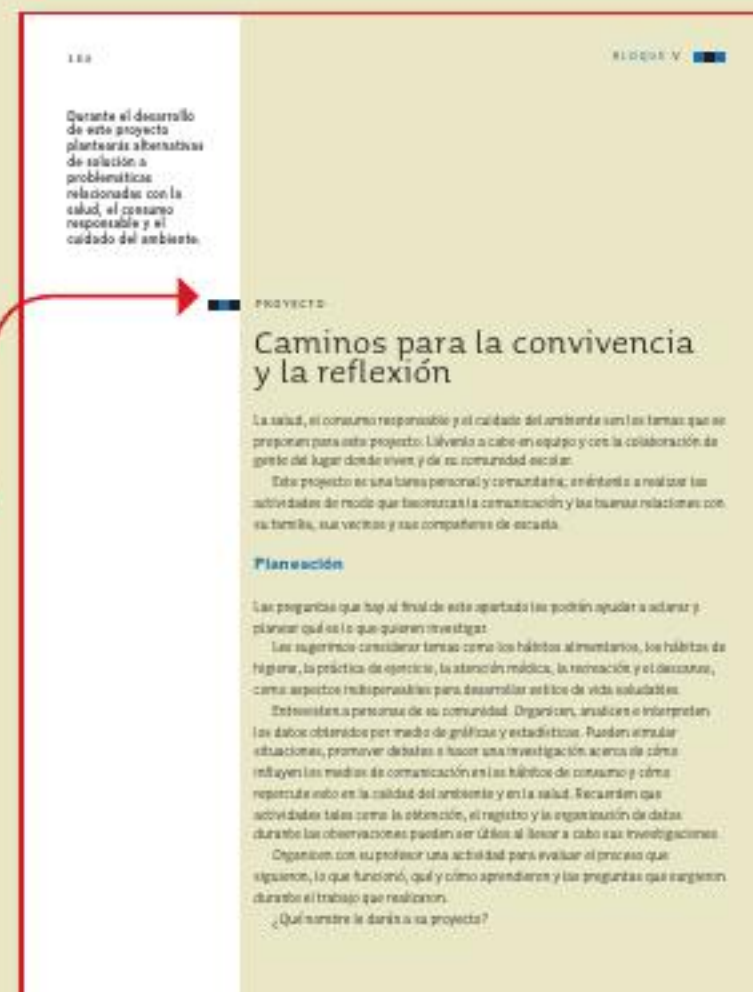 BLOQUE V
Durante el desarrollo
de este proyecto
plantearás alternativas
de solución a
problemáticas
relacionadas con la
salud, el consumo
responsable y el
cuidado del ambiente.
PROYECTO
Caminos para la convivencia
y la reflexión
La salud, el consumo responsable y el cuidado del ambiente son los temas que se
proponen para este proyecto. Llévenlo a cabo en equipo y con la colaboración de
gente del lugar donde viven y de su comunidad escolar.
Este proyecto es una tarea personal y comunitaria, oriéntenlo a realizar las
actividades de modo que favorezcan la comunicación y las buenas relaciones con
su familia, sus vecinos y sus compañeros de escuela.
Planeación
Las preguntas que hay al final de este apartado les podrán ayudar a aclarar y
planear qué es lo que quieren investigar.
Les sugerimos considerar temas como los hábitos alimentarios, los hábitos de
higiene, la práctica de ejercicio, la atención médica, la recreación y el descanso,
como aspectos indispensables para desarrollar estilos de vida saludables.
Entrevisten a personas de su comunidad. Organicen, analicen e interpreten
los datos obtenidos por medio de gráficas y estadísticas. Pueden simular
situaciones, promover debates o hacer una investigación acerca de cómo
influyen los medios de comunicación en los hábitos de consumo y cómo
repercute esto en la calidad del ambiente y en la salud. Recuerden que
actividades tales como la obtención, el registro y la organización de datos
durante las observaciones pueden ser útiles al llevar a cabo sus investigaciones.
Organicen con su profesor una actividad para evaluar el proceso que
siguieron, lo que funcionó, qué y cómo aprendieron y las preguntas que surgieron
durante el trabajo que realizaron.
¿Qué nombre le darán a su proyecto?